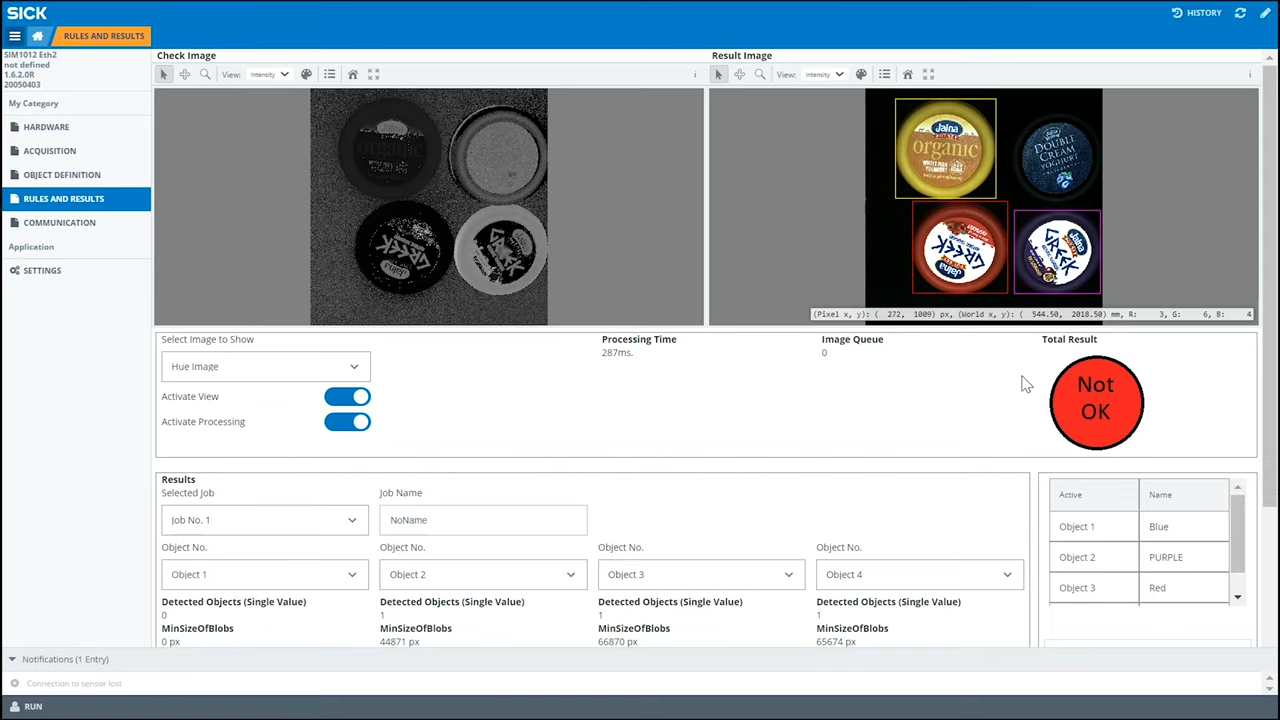 SICK
HISTORY
RULES AND RESULTS
SIM1012 Eth2
not defined
1.6.2.0R
20050403
My Category
HARDWARE
ACQUISITION
OBJECT DEFINITION
RULES AND RESULTS
COMMUNICATION
Application
SETTINGS
Check Image
View: Intensity
i
Result Image
View: Intensity
i
Jalna
organic
WHOLE MILK
YOGHURT
DOUBLE
CREAM
YOGHURT
GREEK
Jalna
Jalna
GREEK
(Pixel x, y): ( 272, 1009) px, (World x, y): ( 544.50, 2018.50) mm, R: 3, G: 6, B: 4
Select Image to Show
Hue Image
Activate View
Activate Processing
Processing Time
287ms.
Image Queue
0
Total Result
Not
OK
Results
Selected Job
Job No. 1
Job Name
NoName
Object No.
Object 1
Object No.
Object 2
Object No.
Object 3
Object No.
Object 4
Detected Objects (Single Value)
0
MinSizeOfBlobs
0 px
Detected Objects (Single Value)
1
MinSizeOfBlobs
44871 px
Detected Objects (Single Value)
1
MinSizeOfBlobs
66870 px
Detected Objects (Single Value)
1
MinSizeOfBlobs
65674 px
Active Name
Object 1 Blue
Object 2 PURPLE
Object 3 Red
Notifications (1 Entry)
Connection to sensor lost
RUN